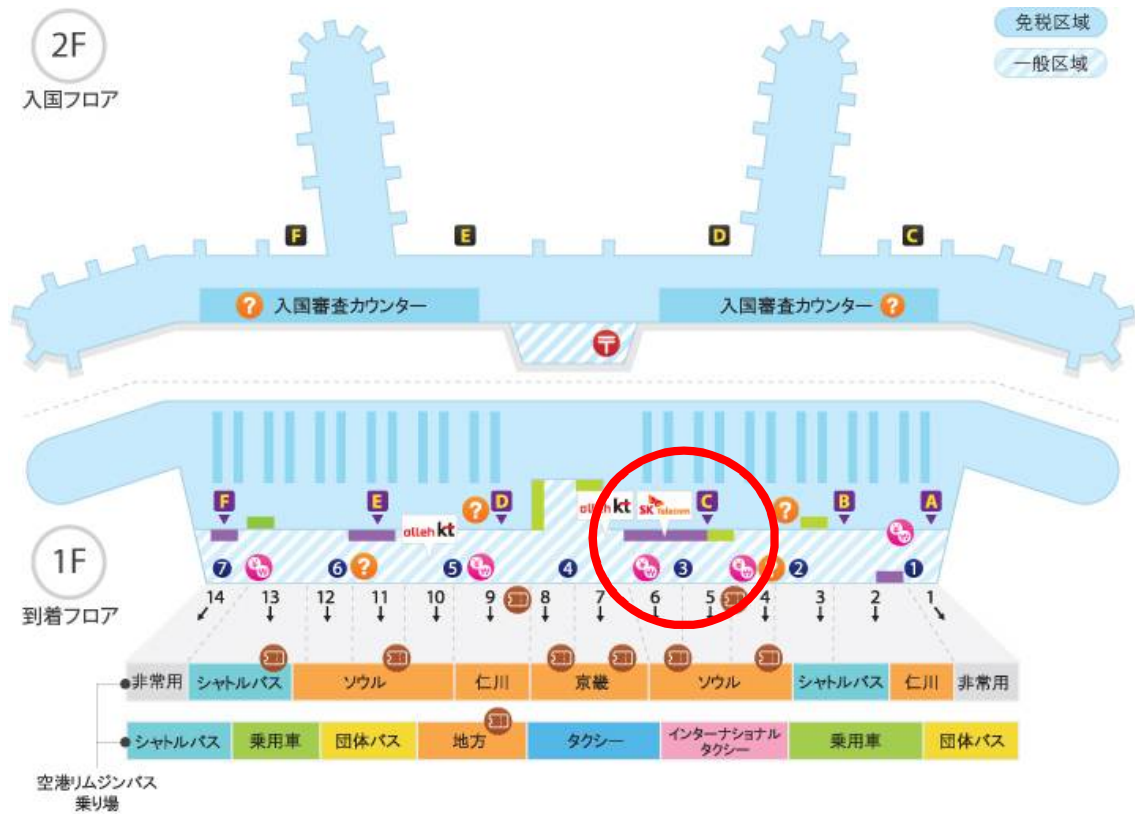 2F
入国フロア
免税区域
一般区域
F
E
D
C
? 入国審査カウンター
入国審査カウンター ?
〒
F
E
?
D
olleh kt
SK Telecom
C
?
B
A
olleh kt
1F
到着フロア
7
6
?
5
4
3
?
2
1
14
13
12
11
10
9
8
7
6
5
4
3
2
1
非常用
シャトルバス
ソウル
仁川
京畿
ソウル
シャトルバス
仁川
非常用
シャトルバス
乗用車
団体バス
地方
タクシー
インターナショナル
タクシー
乗用車
団体バス
空港リムジンバス
乗り場